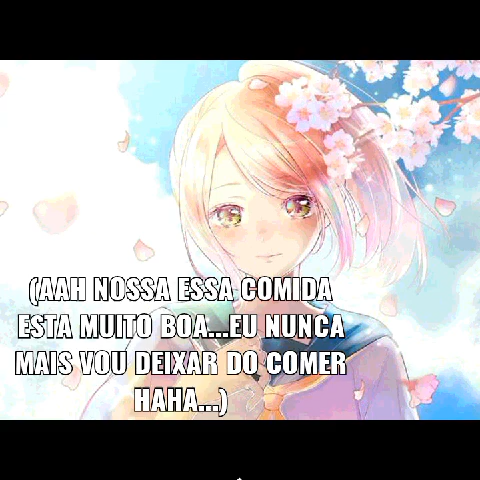 (AAH NOSSA ESSA COMIDA
ESTA MUITO BOA...EU NUNCA
MAIS VOU DEIXAR DO COMER
HAHA...)